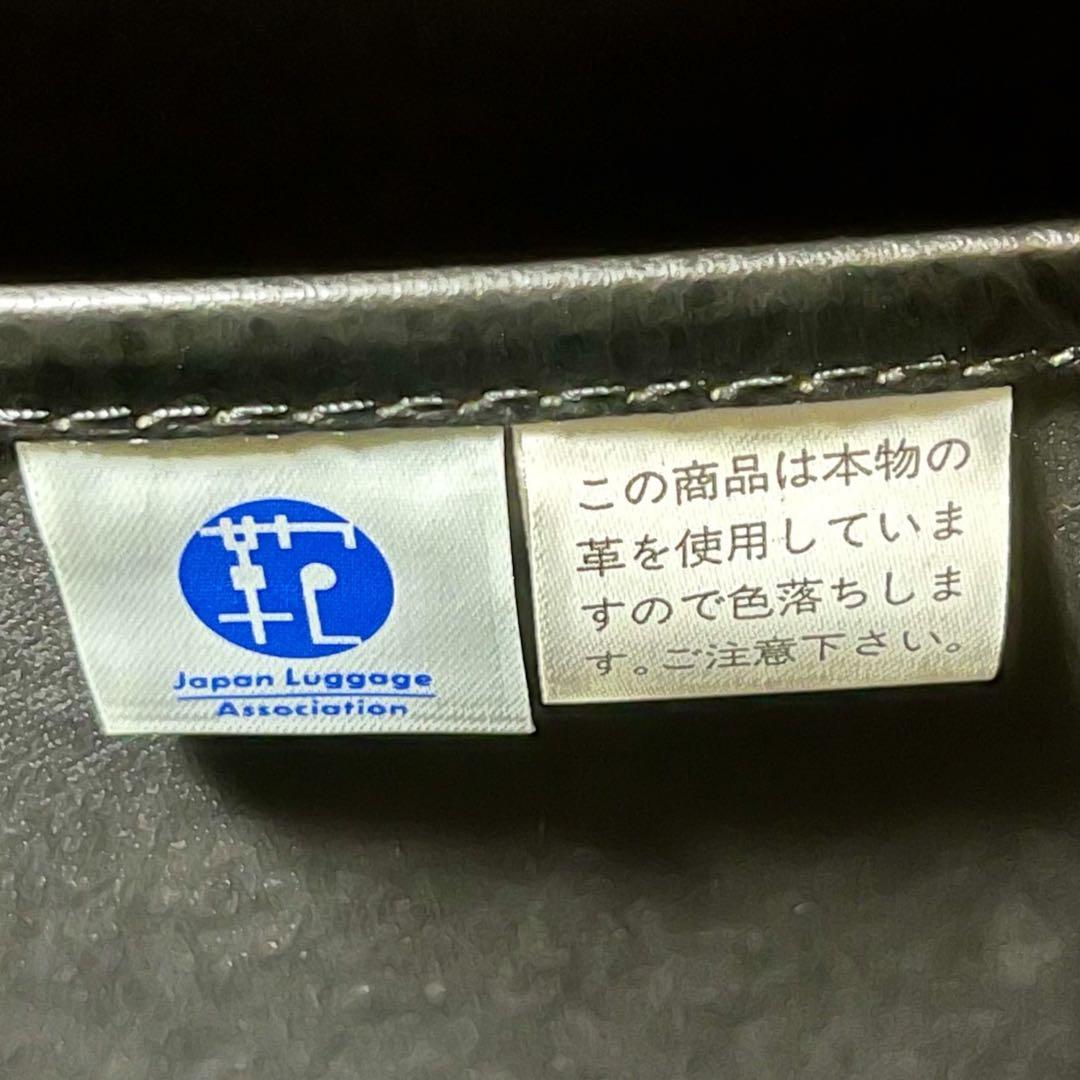 鞄
Japan Luggage
Association
この商品は本物の
革を使用していま
すので色落ちしま
す。ご注意下さい。